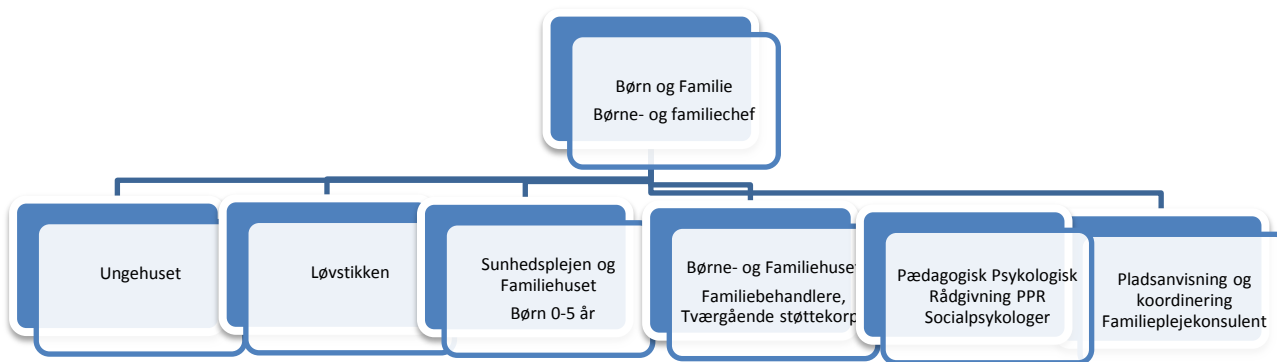 Børn og Familie
Børne- og familiechef
Ungehuset
Løvstikken
Sunhedsplejen og
Familiehuset
Børn 0-5 år
Børne- og Familiehuset
Familiebehandlere,
Tværgående støttekorp
Pædagogisk Psykologisk
Rådgivning PPR
Socialpsykologer
Pladsanvisning og
koordinering
Familieplejekonsulent